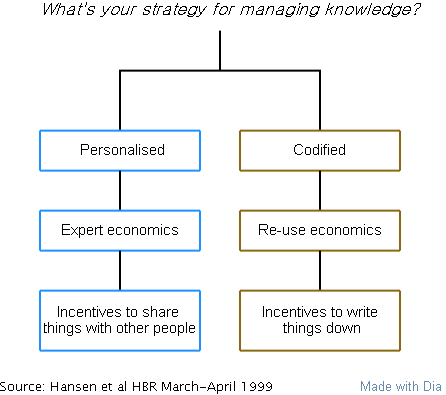 What's your strategy for managing knowledge?
Personalised
Codified
Expert economics
Re-use economics
Incentives to share
things with other people
Incentives to write
things down
Source: Hansen et al HBR March-April 1999
Made with Dia